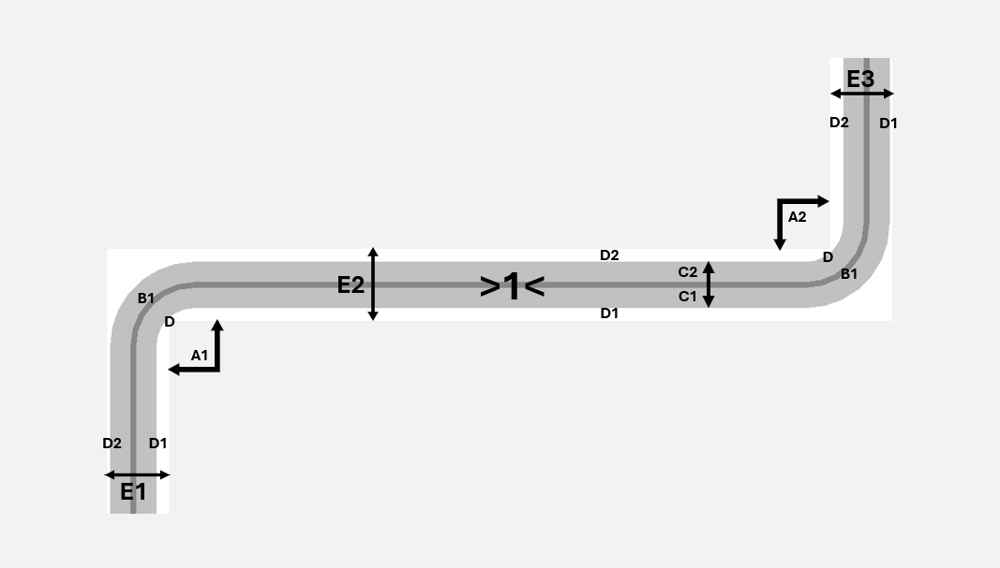 E3
D2 D1
A2
D2 D
C2 B1
E2 >1<
B1 C1
D D1
A1
D2 D1
E1